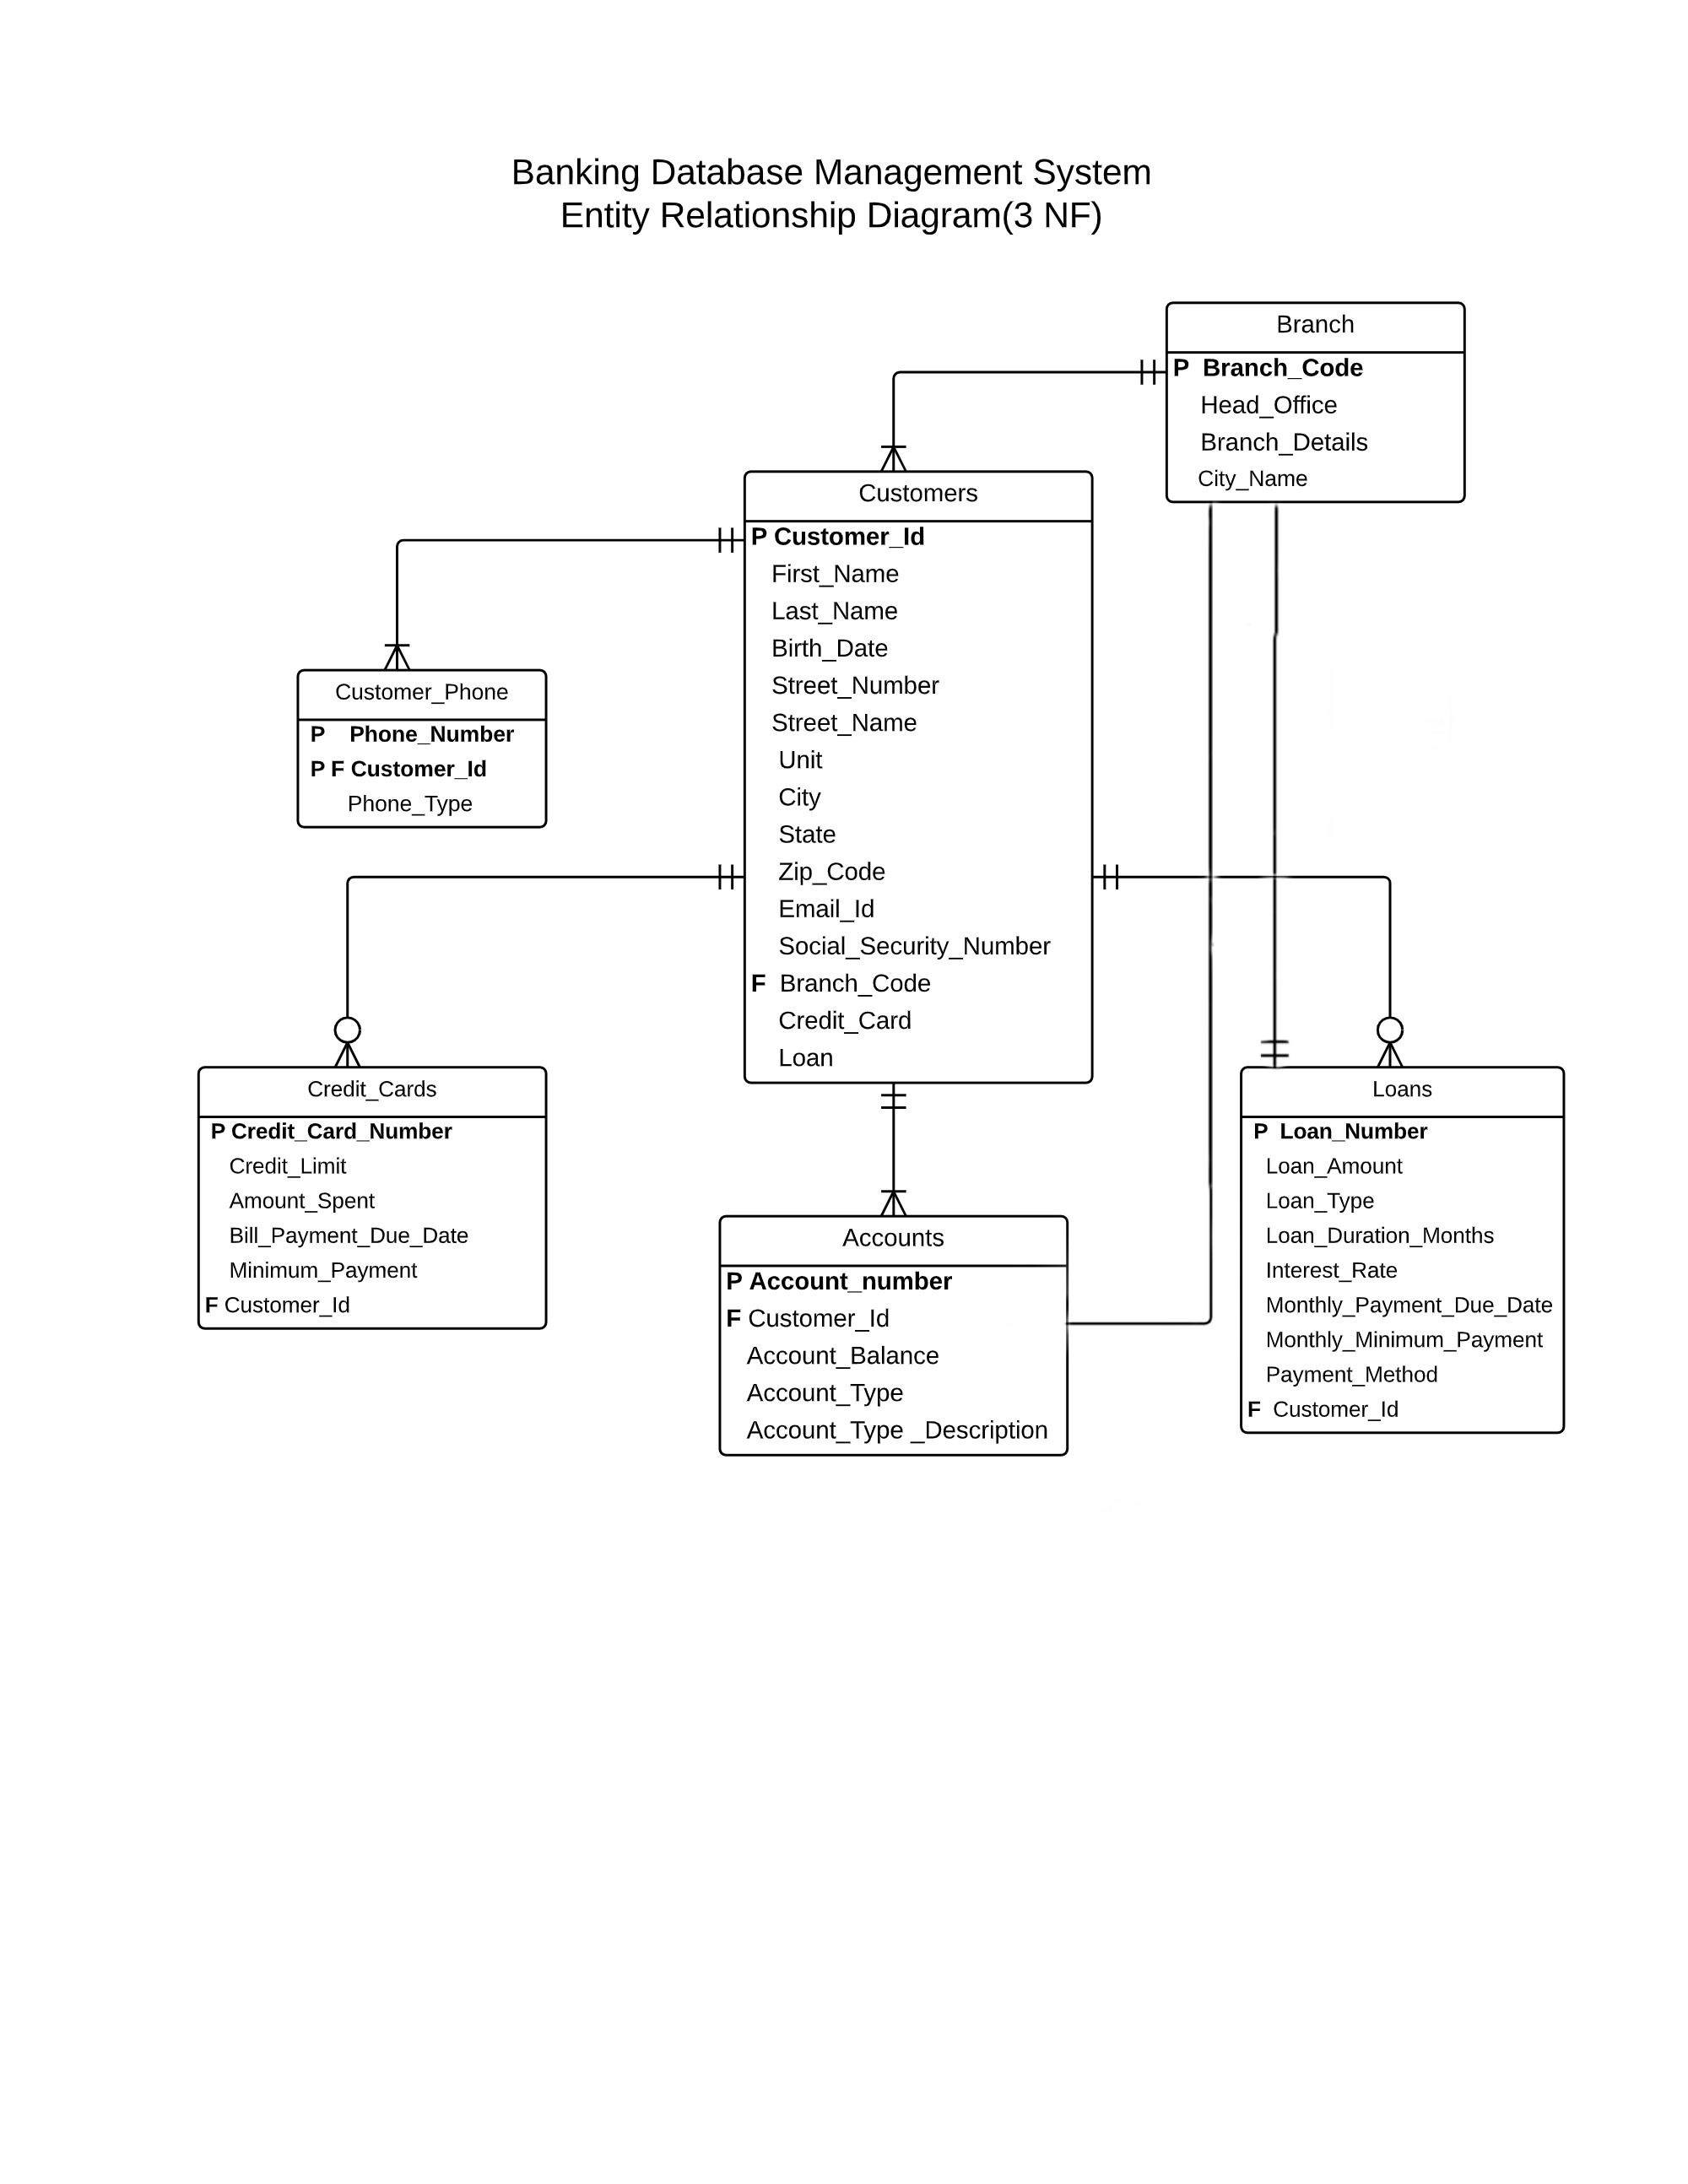 Banking Database Management System
Entity Relationship Diagram(3 NF)
Branch
P Branch_Code
Head_Office
Branch_Details
City_Name
Customers
P Customer_Id
First_Name
Last_Name
Birth_Date
Street_Number
Street_Name
Unit
City
State
Zip_Code
Email_Id
Social_Security_Number
F Branch_Code
Credit_Card
Loan
Customer_Phone
P Phone_Number
P F Customer_Id
Phone_Type
Credit_Cards
P Credit_Card_Number
Credit_Limit
Amount_Spent
Bill_Payment_Due_Date
Minimum_Payment
F Customer_Id
Accounts
P Account_number
F Customer_Id
Account_Balance
Account_Type
Account_Type _Description
Loans
P Loan_Number
Loan_Amount
Loan_Type
Loan_Duration_Months
Interest_Rate
Monthly_Payment_Due_Date
Monthly_Minimum_Payment
Payment_Method
F Customer_Id